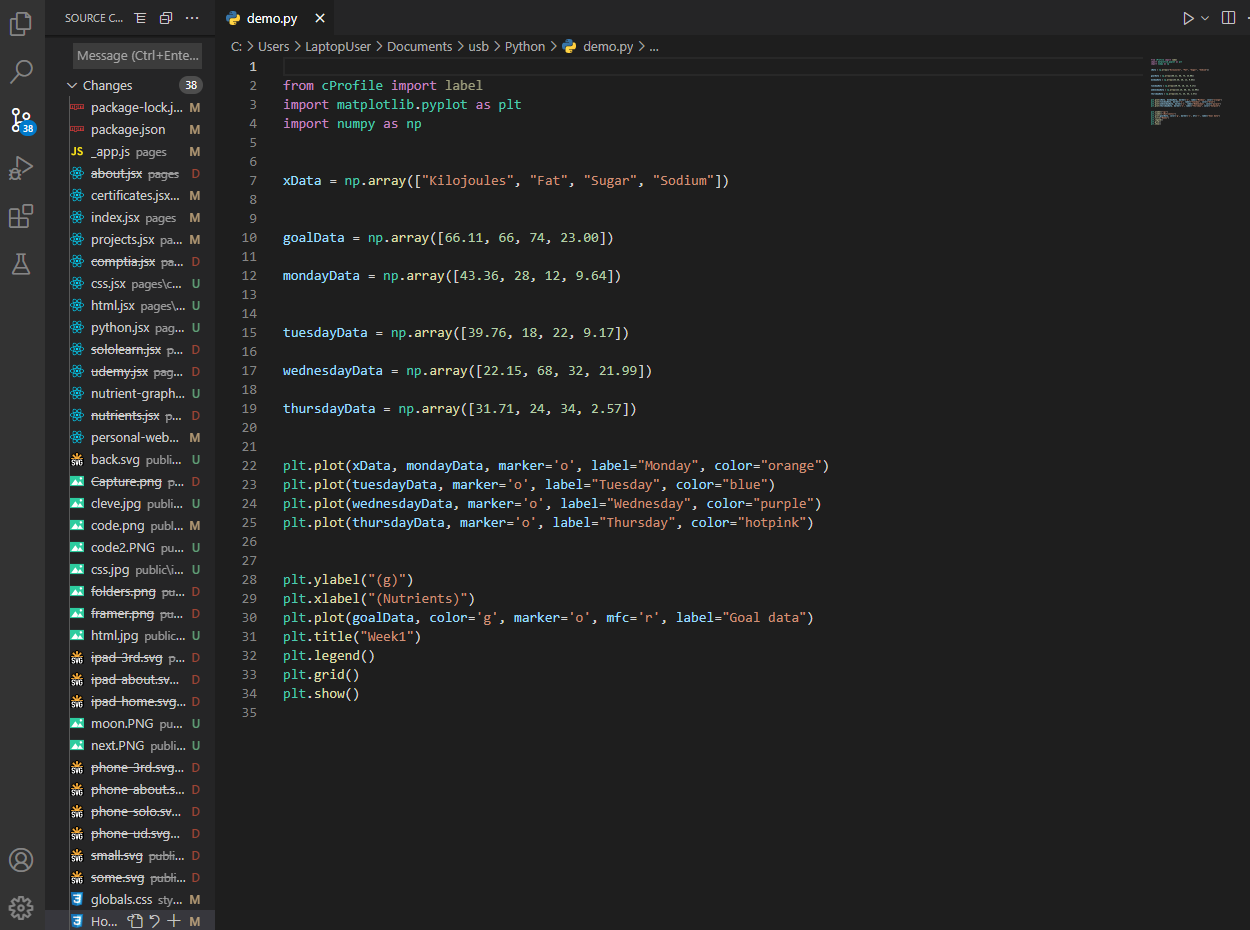 SOURCE C...
demo.py
C: > Users > LaptopUser > Documents > usb > Python > demo.py > ...
Message (Ctrl+Ente...
Changes 38
38
package-lock.j... M
package.json M
JS _app.js pages M
about.jsx pages D
certificates.jsx... M
index.jsx pages M
projects.jsx pa... M
comptia.jsx pa... D
css.jsx pages\c... U
html.jsx pages\... U
python.jsx pag... U
sololearn.jsx p... D
udemy.jsx pag... D
nutrient-graph... U
nutrients.jsx p... D
personal-web... M
back.svg publi... U
Capture.png p... D
cleve.jpg publi... U
code.png publ... M
code2.PNG pu... U
css.jpg public\i... U
folders.png pu... D
framer.png pu... D
html.jpg public... U
ipad-3rd.svg p... D
ipad-about.sv... D
ipad-home.svg... D
moon.PNG pu... U
next.PNG publi... U
phone-3rd.svg... D
phone-about.s... D
phone-solo.sv... D
phone-ud.svg... D
small.svg publi... D
some.svg publi... D
globals.css sty... M
Ho... M
1
2 from cProfile import label
3 import matplotlib.pyplot as plt
4 import numpy as np
5
6
7 xData = np.array(["Kilojoules", "Fat", "Sugar", "Sodium"])
8
9
10 goalData = np.array([66.11, 66, 74, 23.00])
11
12 mondayData = np.array([43.36, 28, 12, 9.64])
13
14
15 tuesdayData = np.array([39.76, 18, 22, 9.17])
16
17 wednesdayData = np.array([22.15, 68, 32, 21.99])
18
19 thursdayData = np.array([31.71, 24, 34, 2.57])
20
21
22 plt.plot(xData, mondayData, marker='o', label="Monday", color="orange")
23 plt.plot(tuesdayData, marker='o', label="Tuesday", color="blue")
24 plt.plot(wednesdayData, marker='o', label="Wednesday", color="purple")
25 plt.plot(thursdayData, marker='o', label="Thursday", color="hotpink")
26
27
28 plt.ylabel("(g)")
29 plt.xlabel("(Nutrients)")
30 plt.plot(goalData, color='g', marker='o', mfc='r', label="Goal data")
31 plt.title("Week1")
32 plt.legend()
33 plt.grid()
34 plt.show()
35